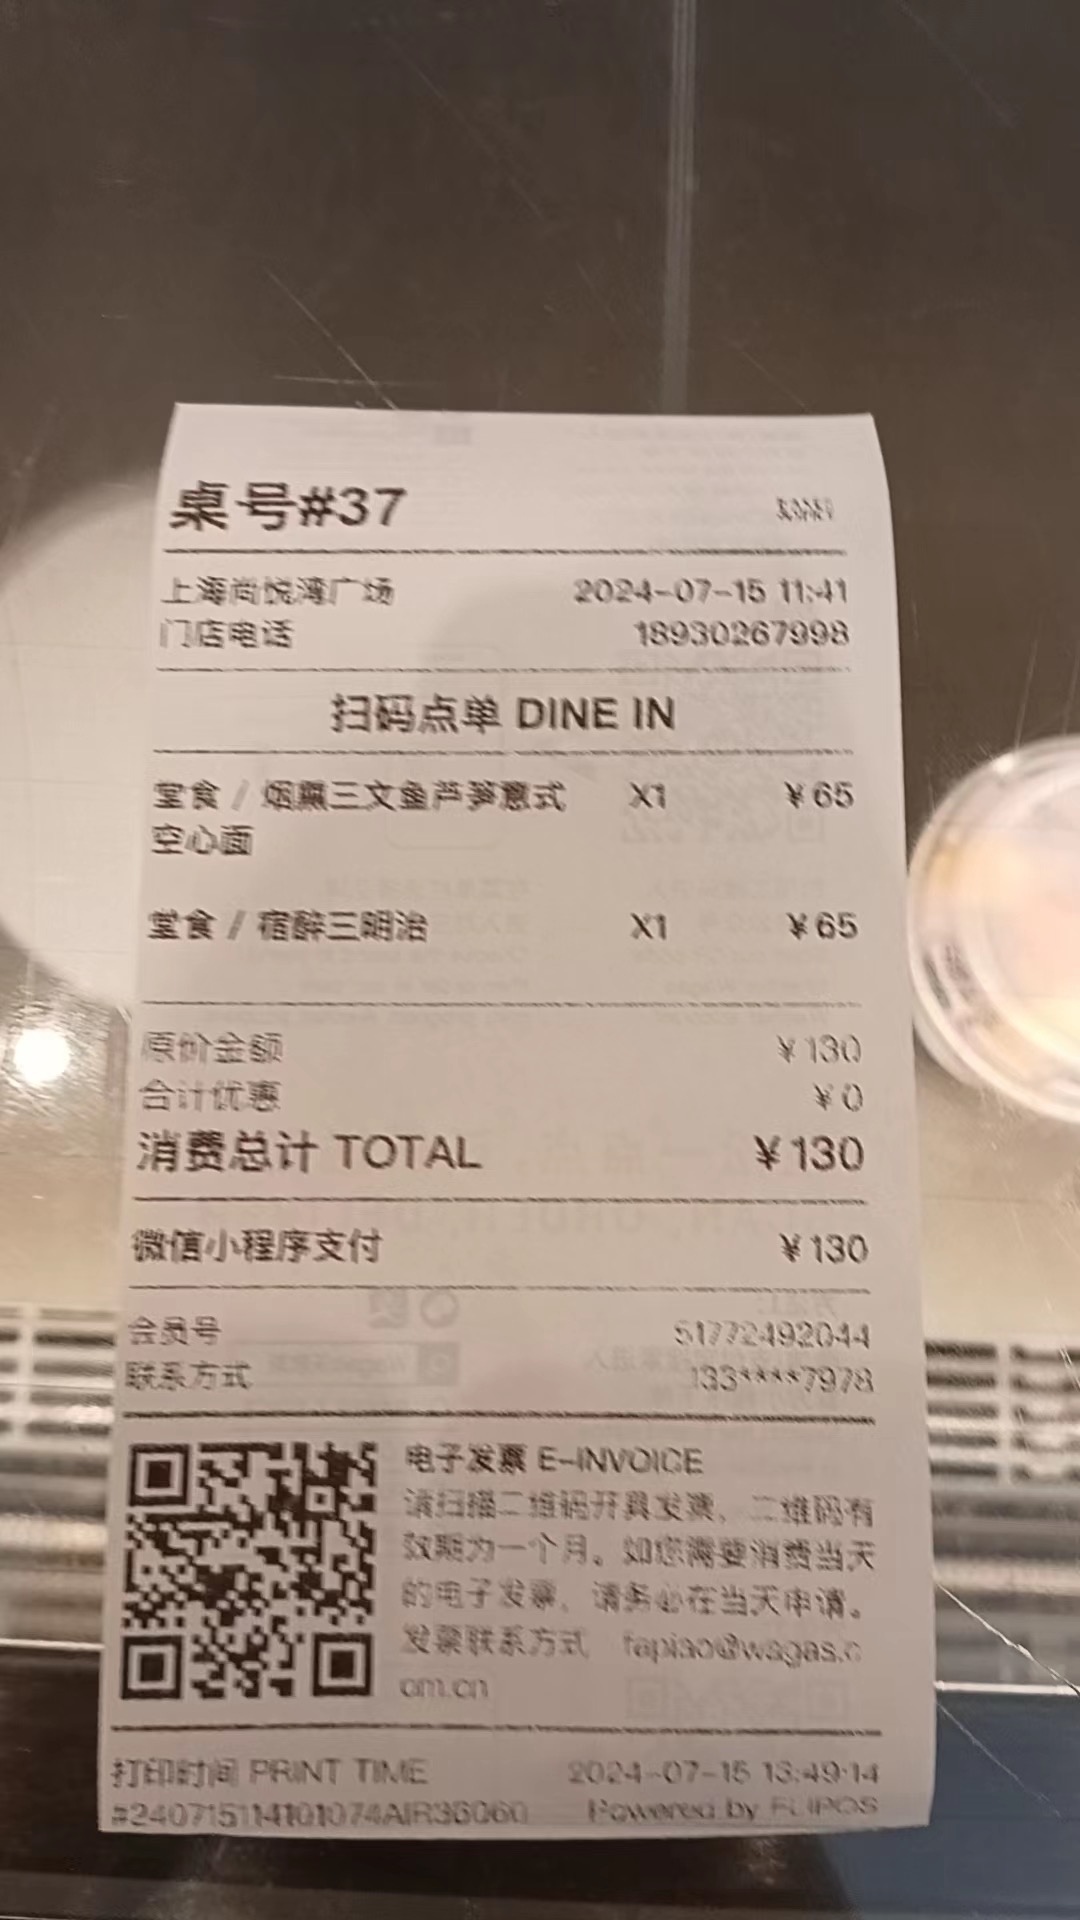 桌号#37
上海尚悦湾广场 2024-07-15 11:41
门店电话 18930267998
扫码点单 DINE IN
堂食 / 烟熏三文鱼芦笋意式 X1 ￥65
空心面
堂食 / 宿醉三明治 X1 ￥65
原价金额 ￥130
合计优惠 ￥0
消费总计 TOTAL ￥130
微信小程序支付 ￥130
会员号 51772492044
联系方式 133****7978
电子发票 E-INVOICE
请扫描二维码开具发票，二维码有
效期为一个月。如您需要消费当天
的电子发票，请务必在当天申请。
发票联系方式 fapiao@wagas.c
om.cn
打印时间 PRINT TIME 2024-07-15 13:49:14
#240715114101074AIR36060 Powered by FLIPOS